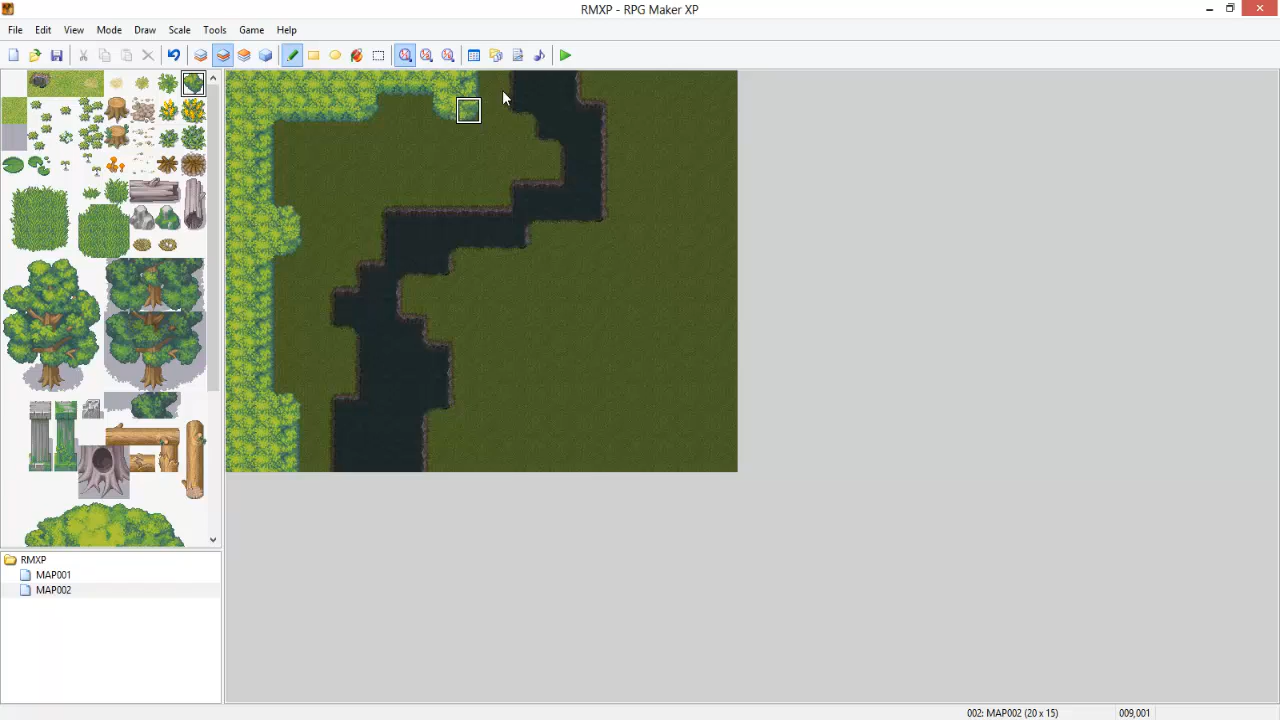 RMXP - RPG Maker XP
File Edit View Mode Draw Scale Tools Game Help
RMXP
MAP001
MAP002
002: MAP002 (20 x 15) 009,001